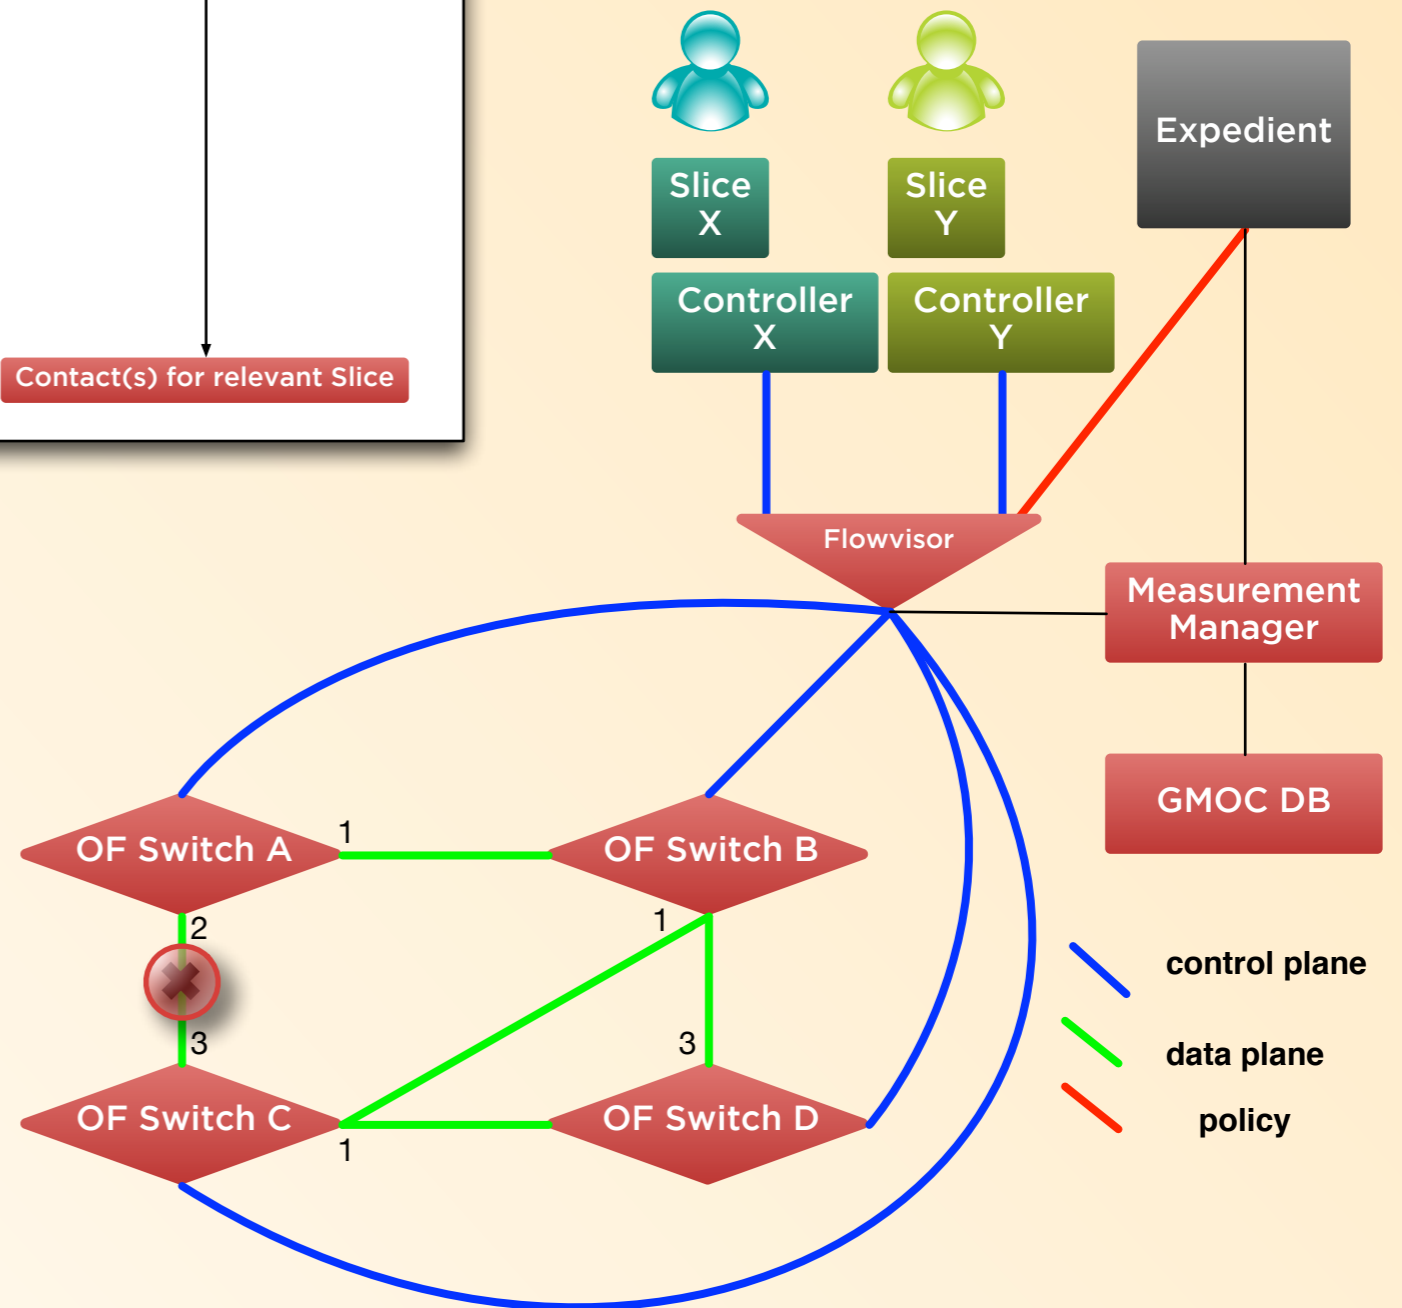 Expedient
Slice
X
Slice
Y
Controller
X
Controller
Y
Contact(s) for relevant Slice
Flowvisor
Measurement
Manager
GMOC DB
OF Switch A
1
OF Switch B
2
1
3
3
OF Switch C
1
OF Switch D
control plane
data plane
policy